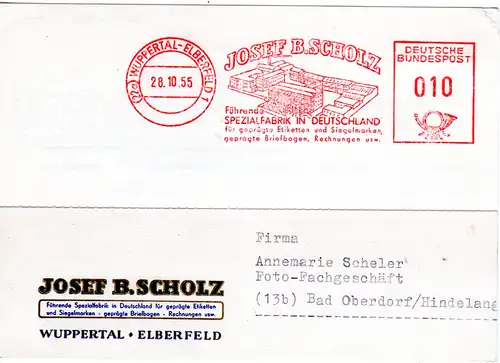 (22a) WUPPERTAL-ELBERFELD 1
28.10.55
JOSEF B.SCHOLZ
Führende
SPEZIALFABRIK IN DEUTSCHLAND
für geprägte Etiketten und Siegelmarken,
geprägte Briefbogen, Rechnungen usw.
DEUTSCHE
BUNDESPOST
010
JOSEF B.SCHOLZ
Führende Spezialfabrik in Deutschland für geprägte Etiketten
und Siegelmarken - geprägte Briefbogen - Rechnungen usw.
WUPPERTAL • ELBERFELD
Firma
Annemarie Scheler
Foto-Fachgeschäft
(13b) Bad Oberdorf/Hindelang